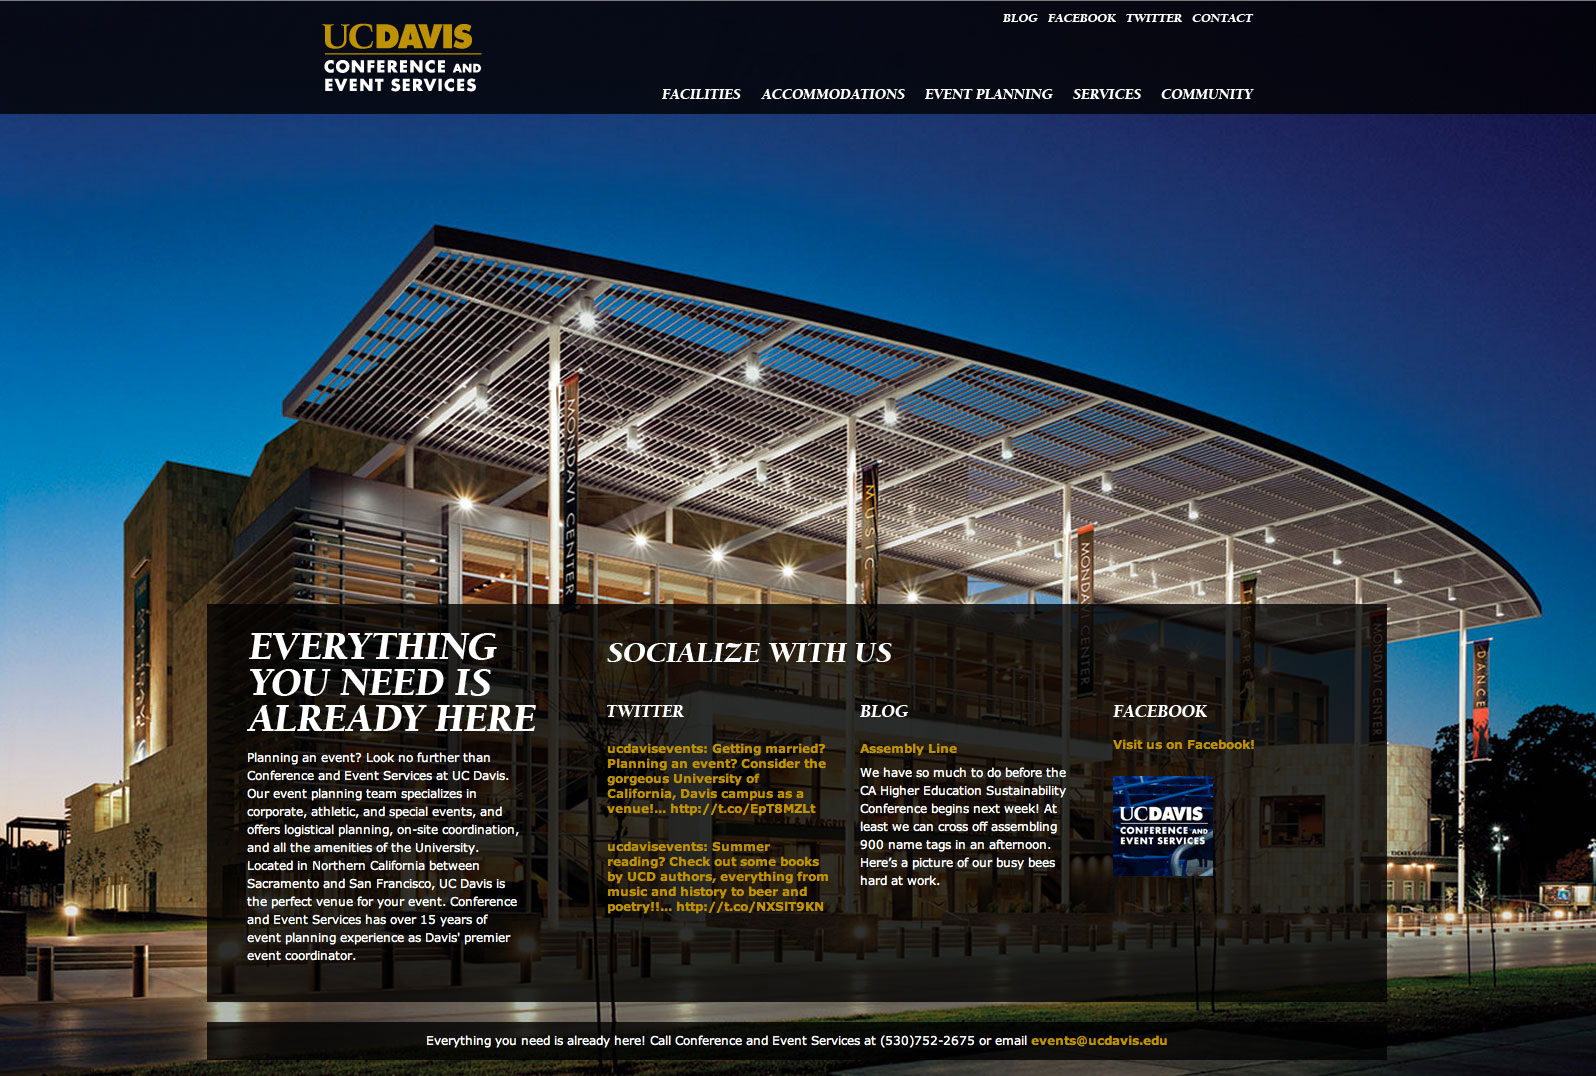 UCDAVIS
CONFERENCE AND
EVENT SERVICES
BLOG FACEBOOK TWITTER CONTACT
FACILITIES ACCOMMODATIONS EVENT PLANNING SERVICES COMMUNITY
MONDAVI CENTER
MUSIC
MONDAVI CENTER
THEATRE
MONDAVI CENTER
DANCE
EVERYTHING
YOU NEED IS
ALREADY HERE
Planning an event? Look no further than
Conference and Event Services at UC Davis.
Our event planning team specializes in
corporate, athletic, and special events, and
offers logistical planning, on-site coordination,
and all the amenities of the University.
Located in Northern California between
Sacramento and San Francisco, UC Davis is
the perfect venue for your event. Conference
and Event Services has over 15 years of
event planning experience as Davis' premier
event coordinator.
SOCIALIZE WITH US
TWITTER
ucdavisevents: Getting married?
Planning an event? Consider the
gorgeous University of
California, Davis campus as a
venue!... http://t.co/EpT8MZLt
ucdavisevents: Summer
reading? Check out some books
by UCD authors, everything from
music and history to beer and
poetry!!... http://t.co/NXSlT9KN
BLOG
Assembly Line
We have so much to do before the
CA Higher Education Sustainability
Conference begins next week! At
least we can cross off assembling
900 name tags in an afternoon.
Here’s a picture of our busy bees
hard at work.
FACEBOOK
Visit us on Facebook!
UCDAVIS
CONFERENCE AND
EVENT SERVICES
Everything you need is already here! Call Conference and Event Services at (530)752-2675 or email events@ucdavis.edu